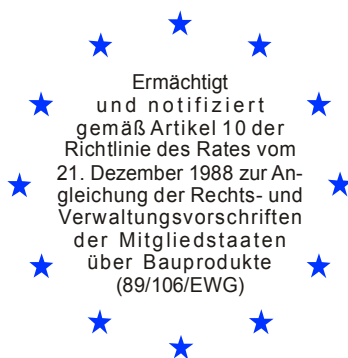 Ermächtigt
und notifiziert
gemäß Artikel 10 der
Richtlinie des Rates vom
21. Dezember 1988 zur An-
gleichung der Rechts- und
Verwaltungsvorschriften
der Mitgliedstaaten
über Bauprodukte
(89/106/EWG)